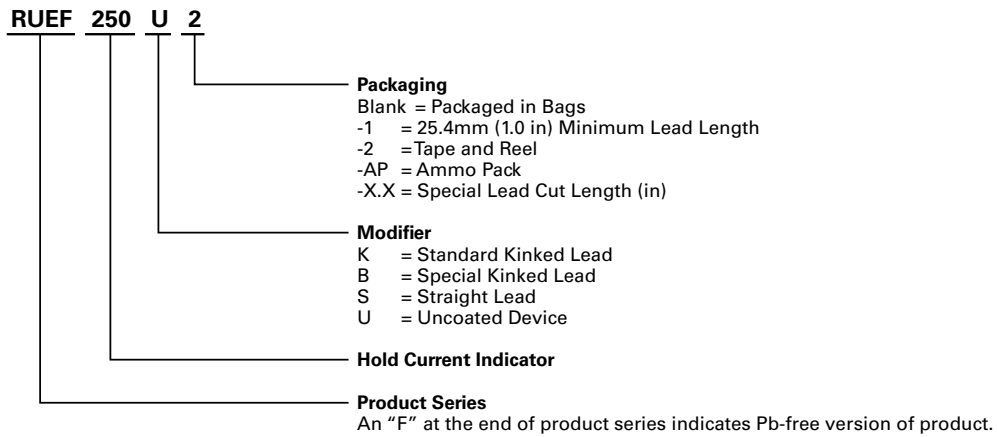 RUEF 250 U 2
Packaging
Blank = Packaged in Bags
-1 = 25.4mm (1.0 in) Minimum Lead Length
-2 =Tape and Reel
-AP = Ammo Pack
-X.X = Special Lead Cut Length (in)
Modifier
K = Standard Kinked Lead
B = Special Kinked Lead
S = Straight Lead
U = Uncoated Device
Hold Current Indicator
Product Series
An “F” at the end of product series indicates Pb-free version of product.